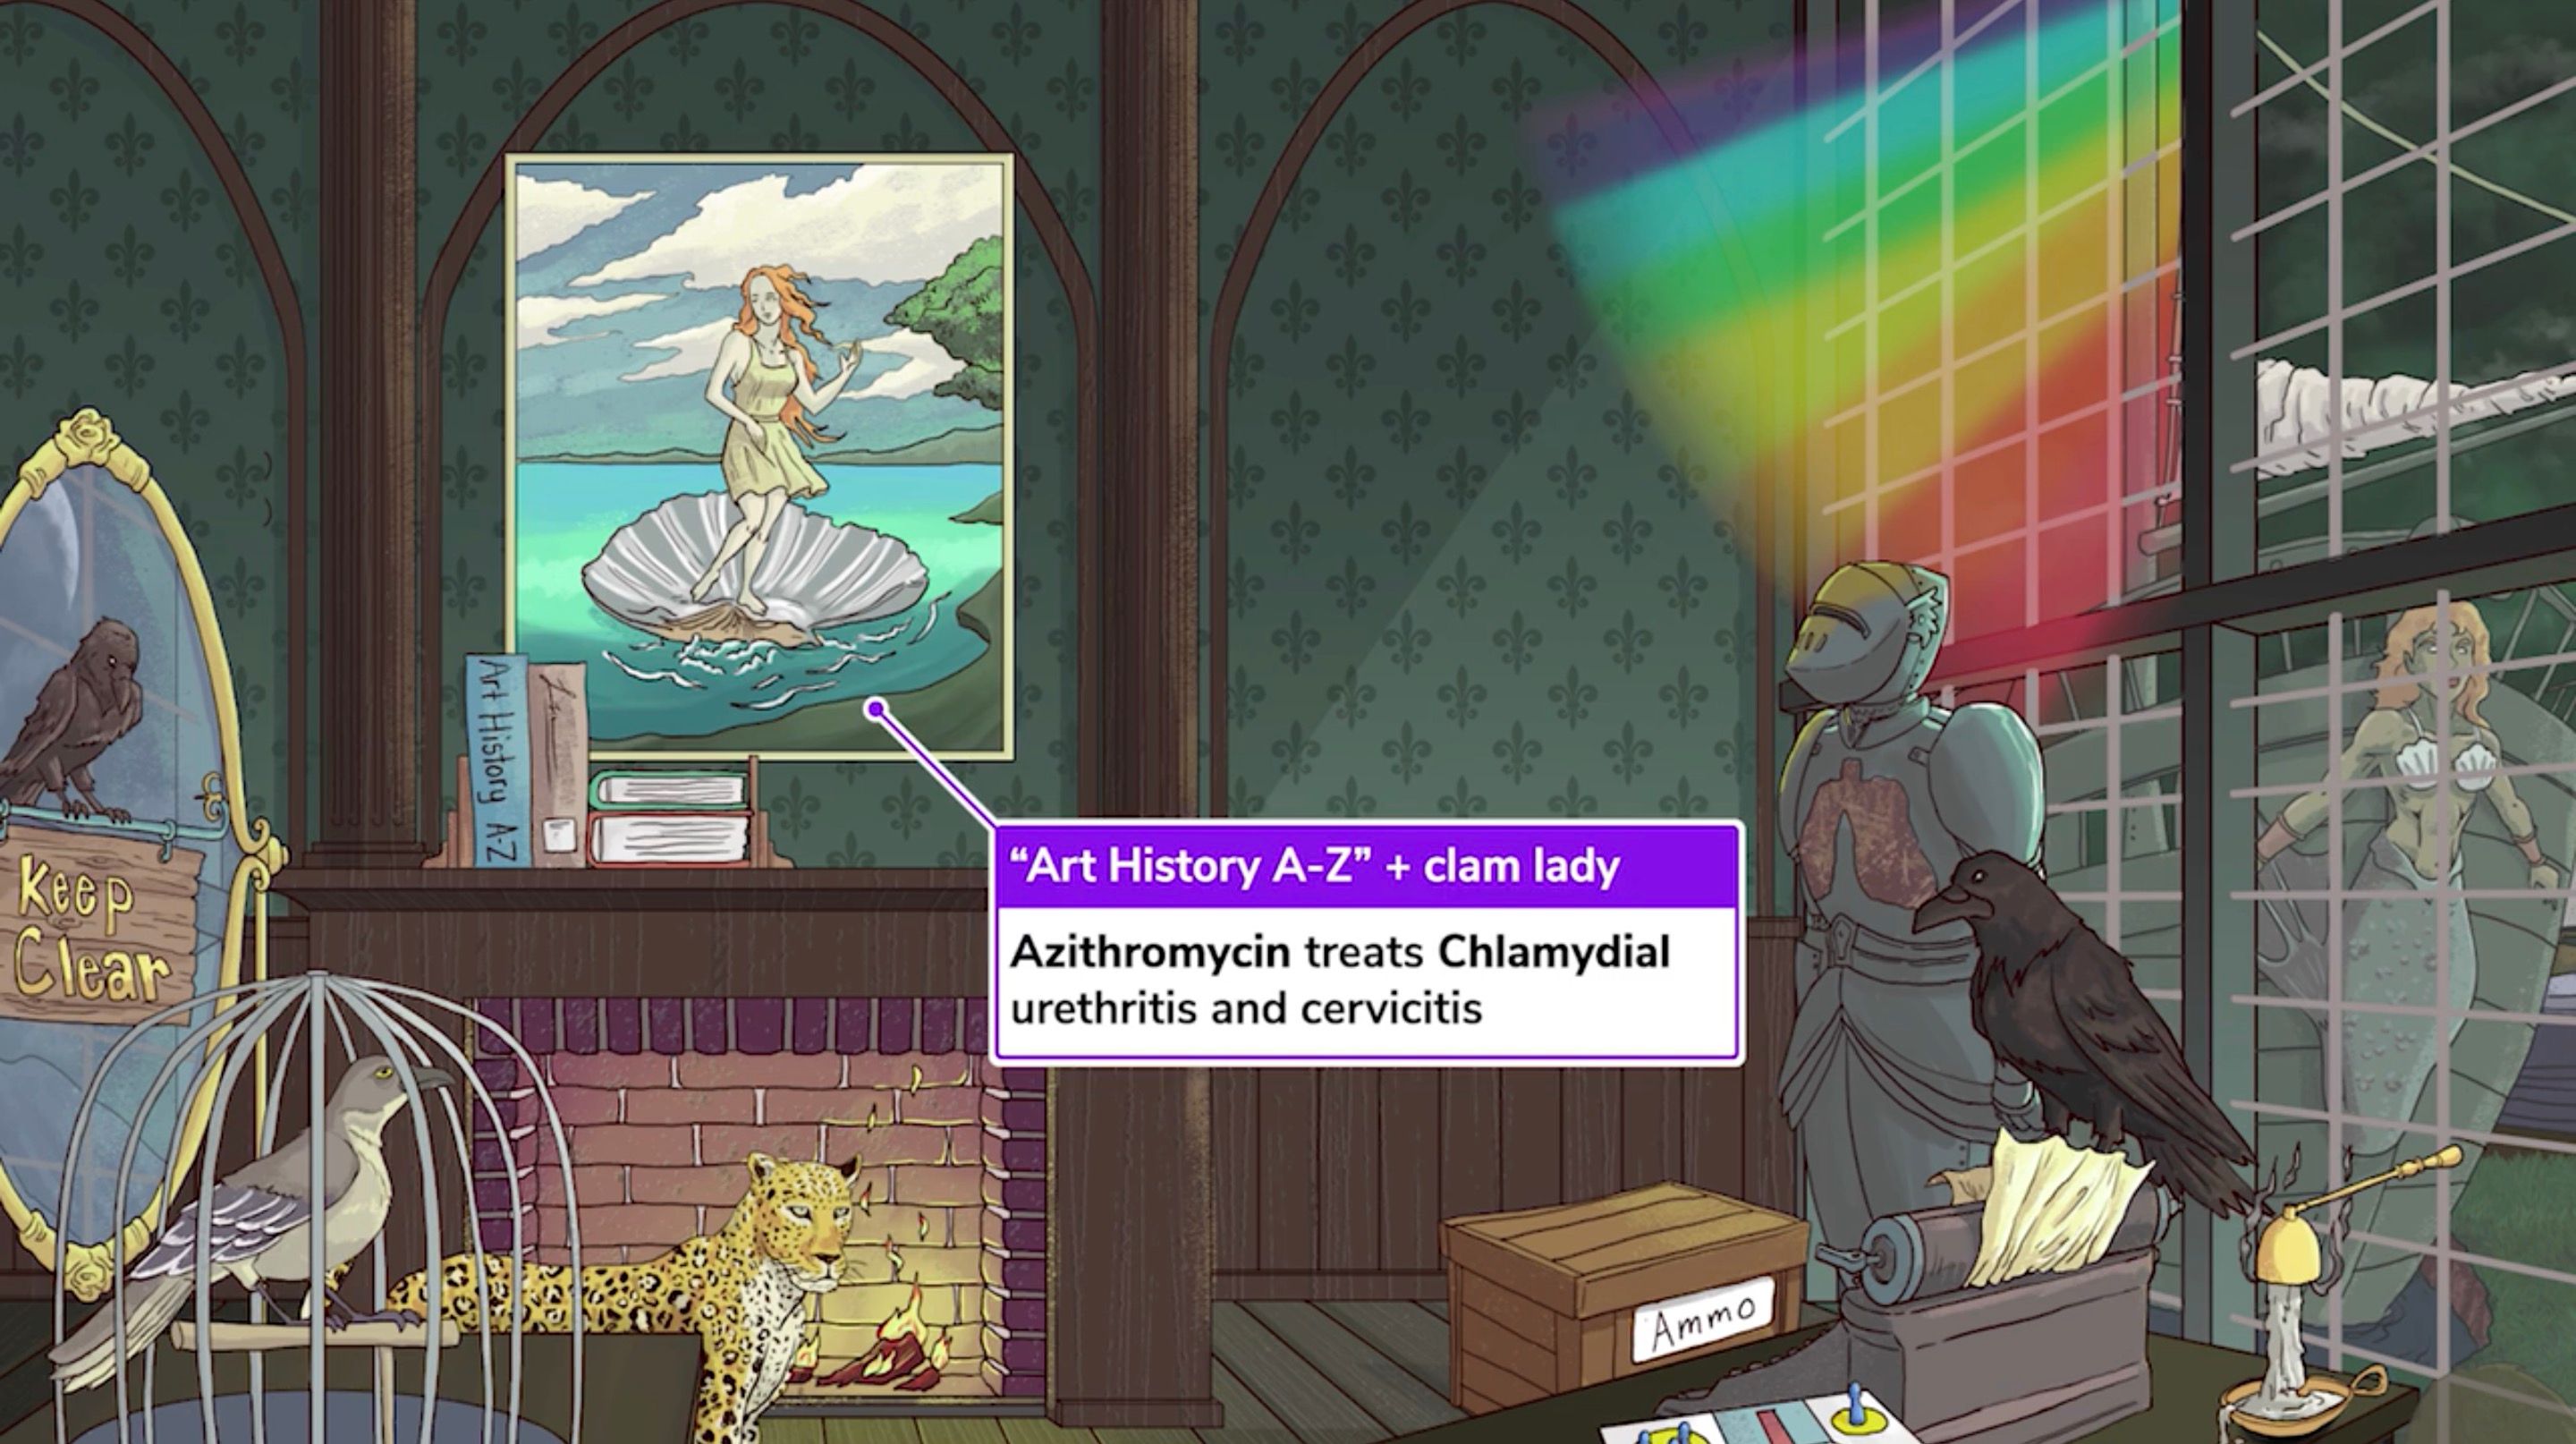 Art History A-Z
Keep
Clear
“Art History A-Z” + clam lady
Azithromycin treats Chlamydial
urethritis and cervicitis
Ammo